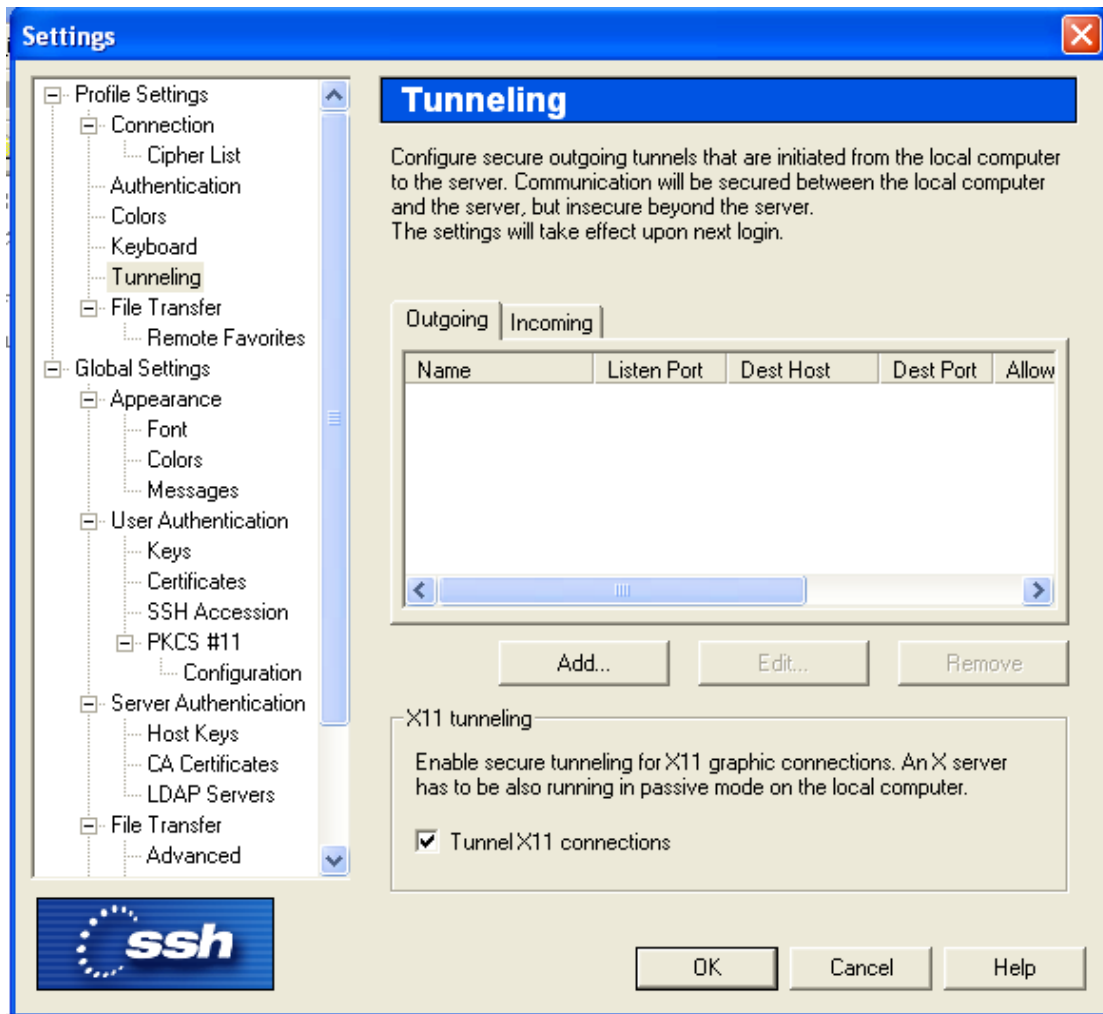 Settings
Profile Settings
Connection
Cipher List
Authentication
Colors
Keyboard
Tunneling
File Transfer
Remote Favorites
Global Settings
Appearance
Font
Colors
Messages
User Authentication
Keys
Certificates
SSH Accession
PKCS #11
Configuration
Server Authentication
Host Keys
CA Certificates
LDAP Servers
File Transfer
Advanced
ssh
Tunneling
Configure secure outgoing tunnels that are initiated from the local computer
to the server. Communication will be secured between the local computer
and the server, but insecure beyond the server.
The settings will take effect upon next login.
Outgoing Incoming
Name Listen Port Dest Host Dest Port Allow
Add... Edit... Remove
X11 tunneling
Enable secure tunneling for X11 graphic connections. An X server
has to be also running in passive mode on the local computer.
Tunnel X11 connections
OK Cancel Help